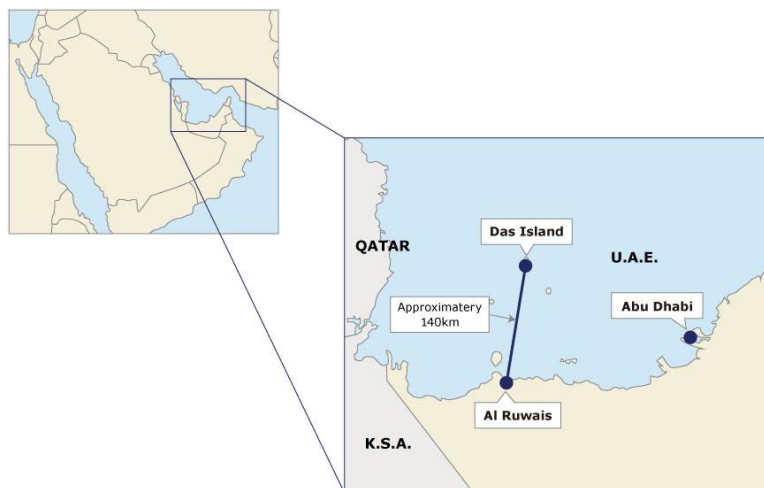 Das Island
QATAR
U.A.E.
Approximatery
140km
Abu Dhabi
Al Ruwais
K.S.A.